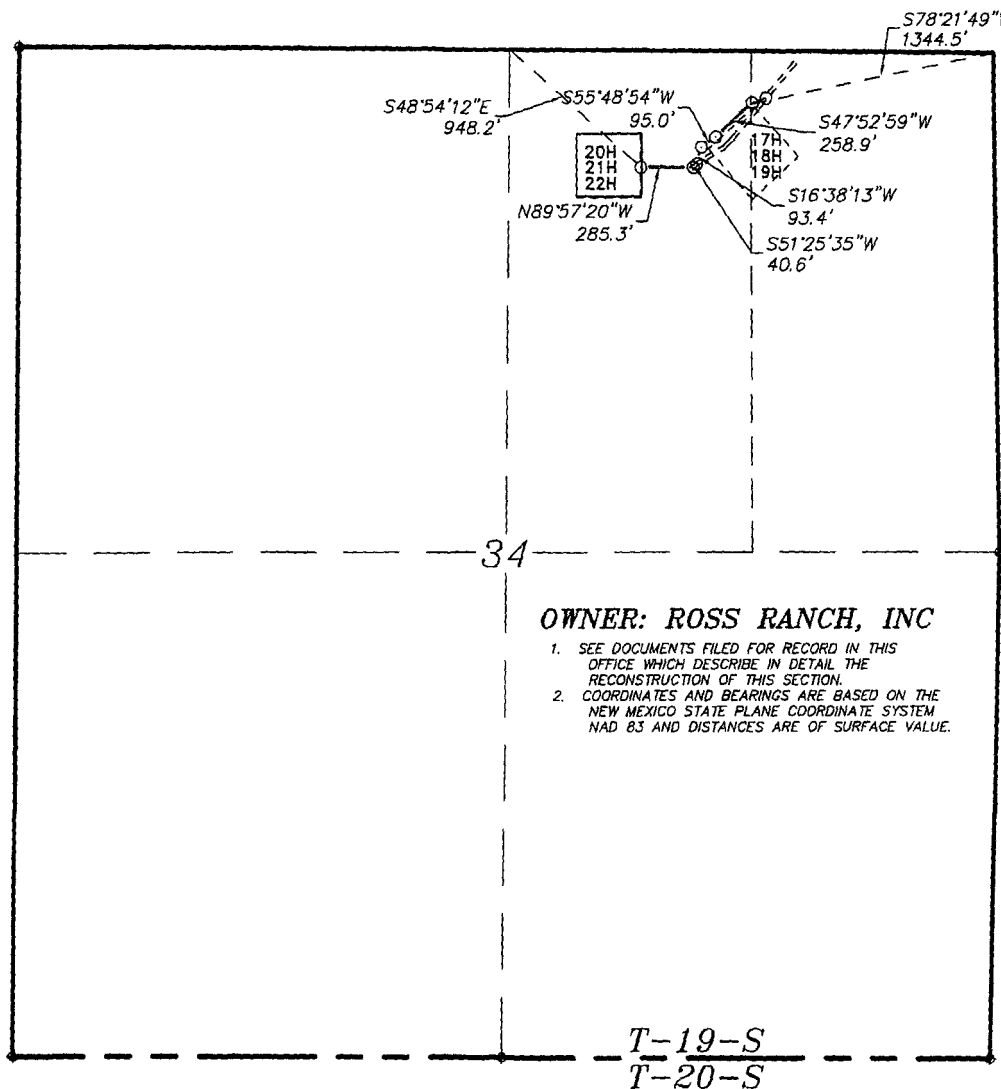 S78°21'49"
1344.5'
S48°54'12"E
948.2'
S55°48'54"W
95.0'
S47°52'59"W
258.9'
20H
21H
22H
17H
18H
19H
N89°57'20"W
285.3'
S16°38'13"W
93.4'
S51°25'35"W
40.6'
34
OWNER: ROSS RANCH, INC
1. SEE DOCUMENTS FILED FOR RECORD IN THIS
OFFICE WHICH DESCRIBE IN DETAIL THE
RECONSTRUCTION OF THIS SECTION.
2. COORDINATES AND BEARINGS ARE BASED ON THE
NEW MEXICO STATE PLANE COORDINATE SYSTEM
NAD 83 AND DISTANCES ARE OF SURFACE VALUE.
T-19-S
T-20-S